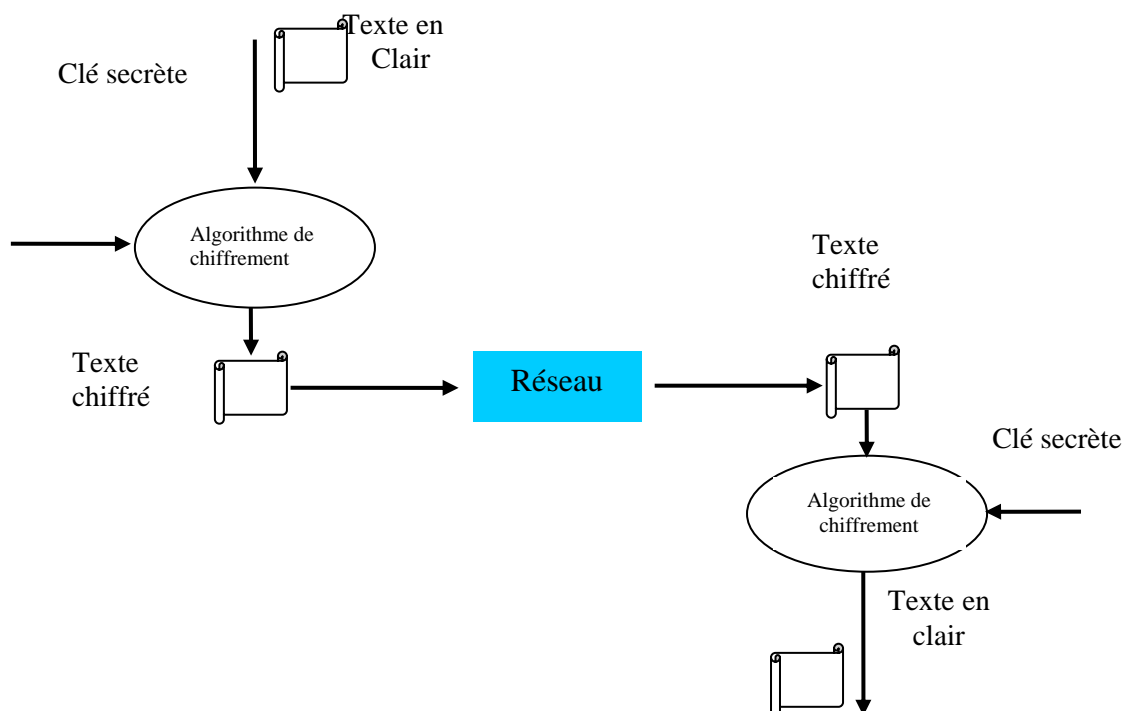 Texte en
Clair
Clé secrète
Algorithme de
chiffrement
Texte
chiffré
Texte
chiffré
Réseau
Clé secrète
Algorithme de
chiffrement
Texte en
clair